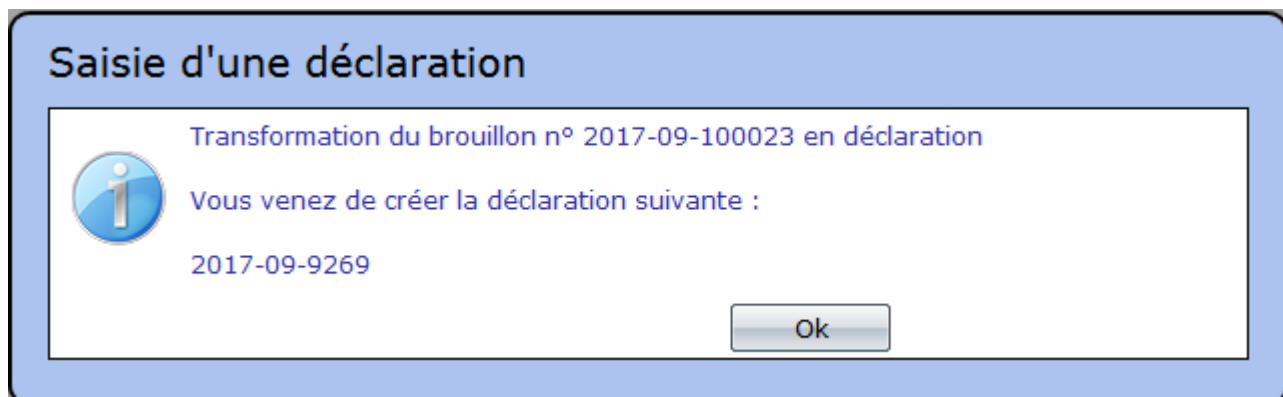 Saisie d'une déclaration
Transformation du brouillon n° 2017-09-100023 en déclaration
Vous venez de créer la déclaration suivante :
2017-09-9269
Ok